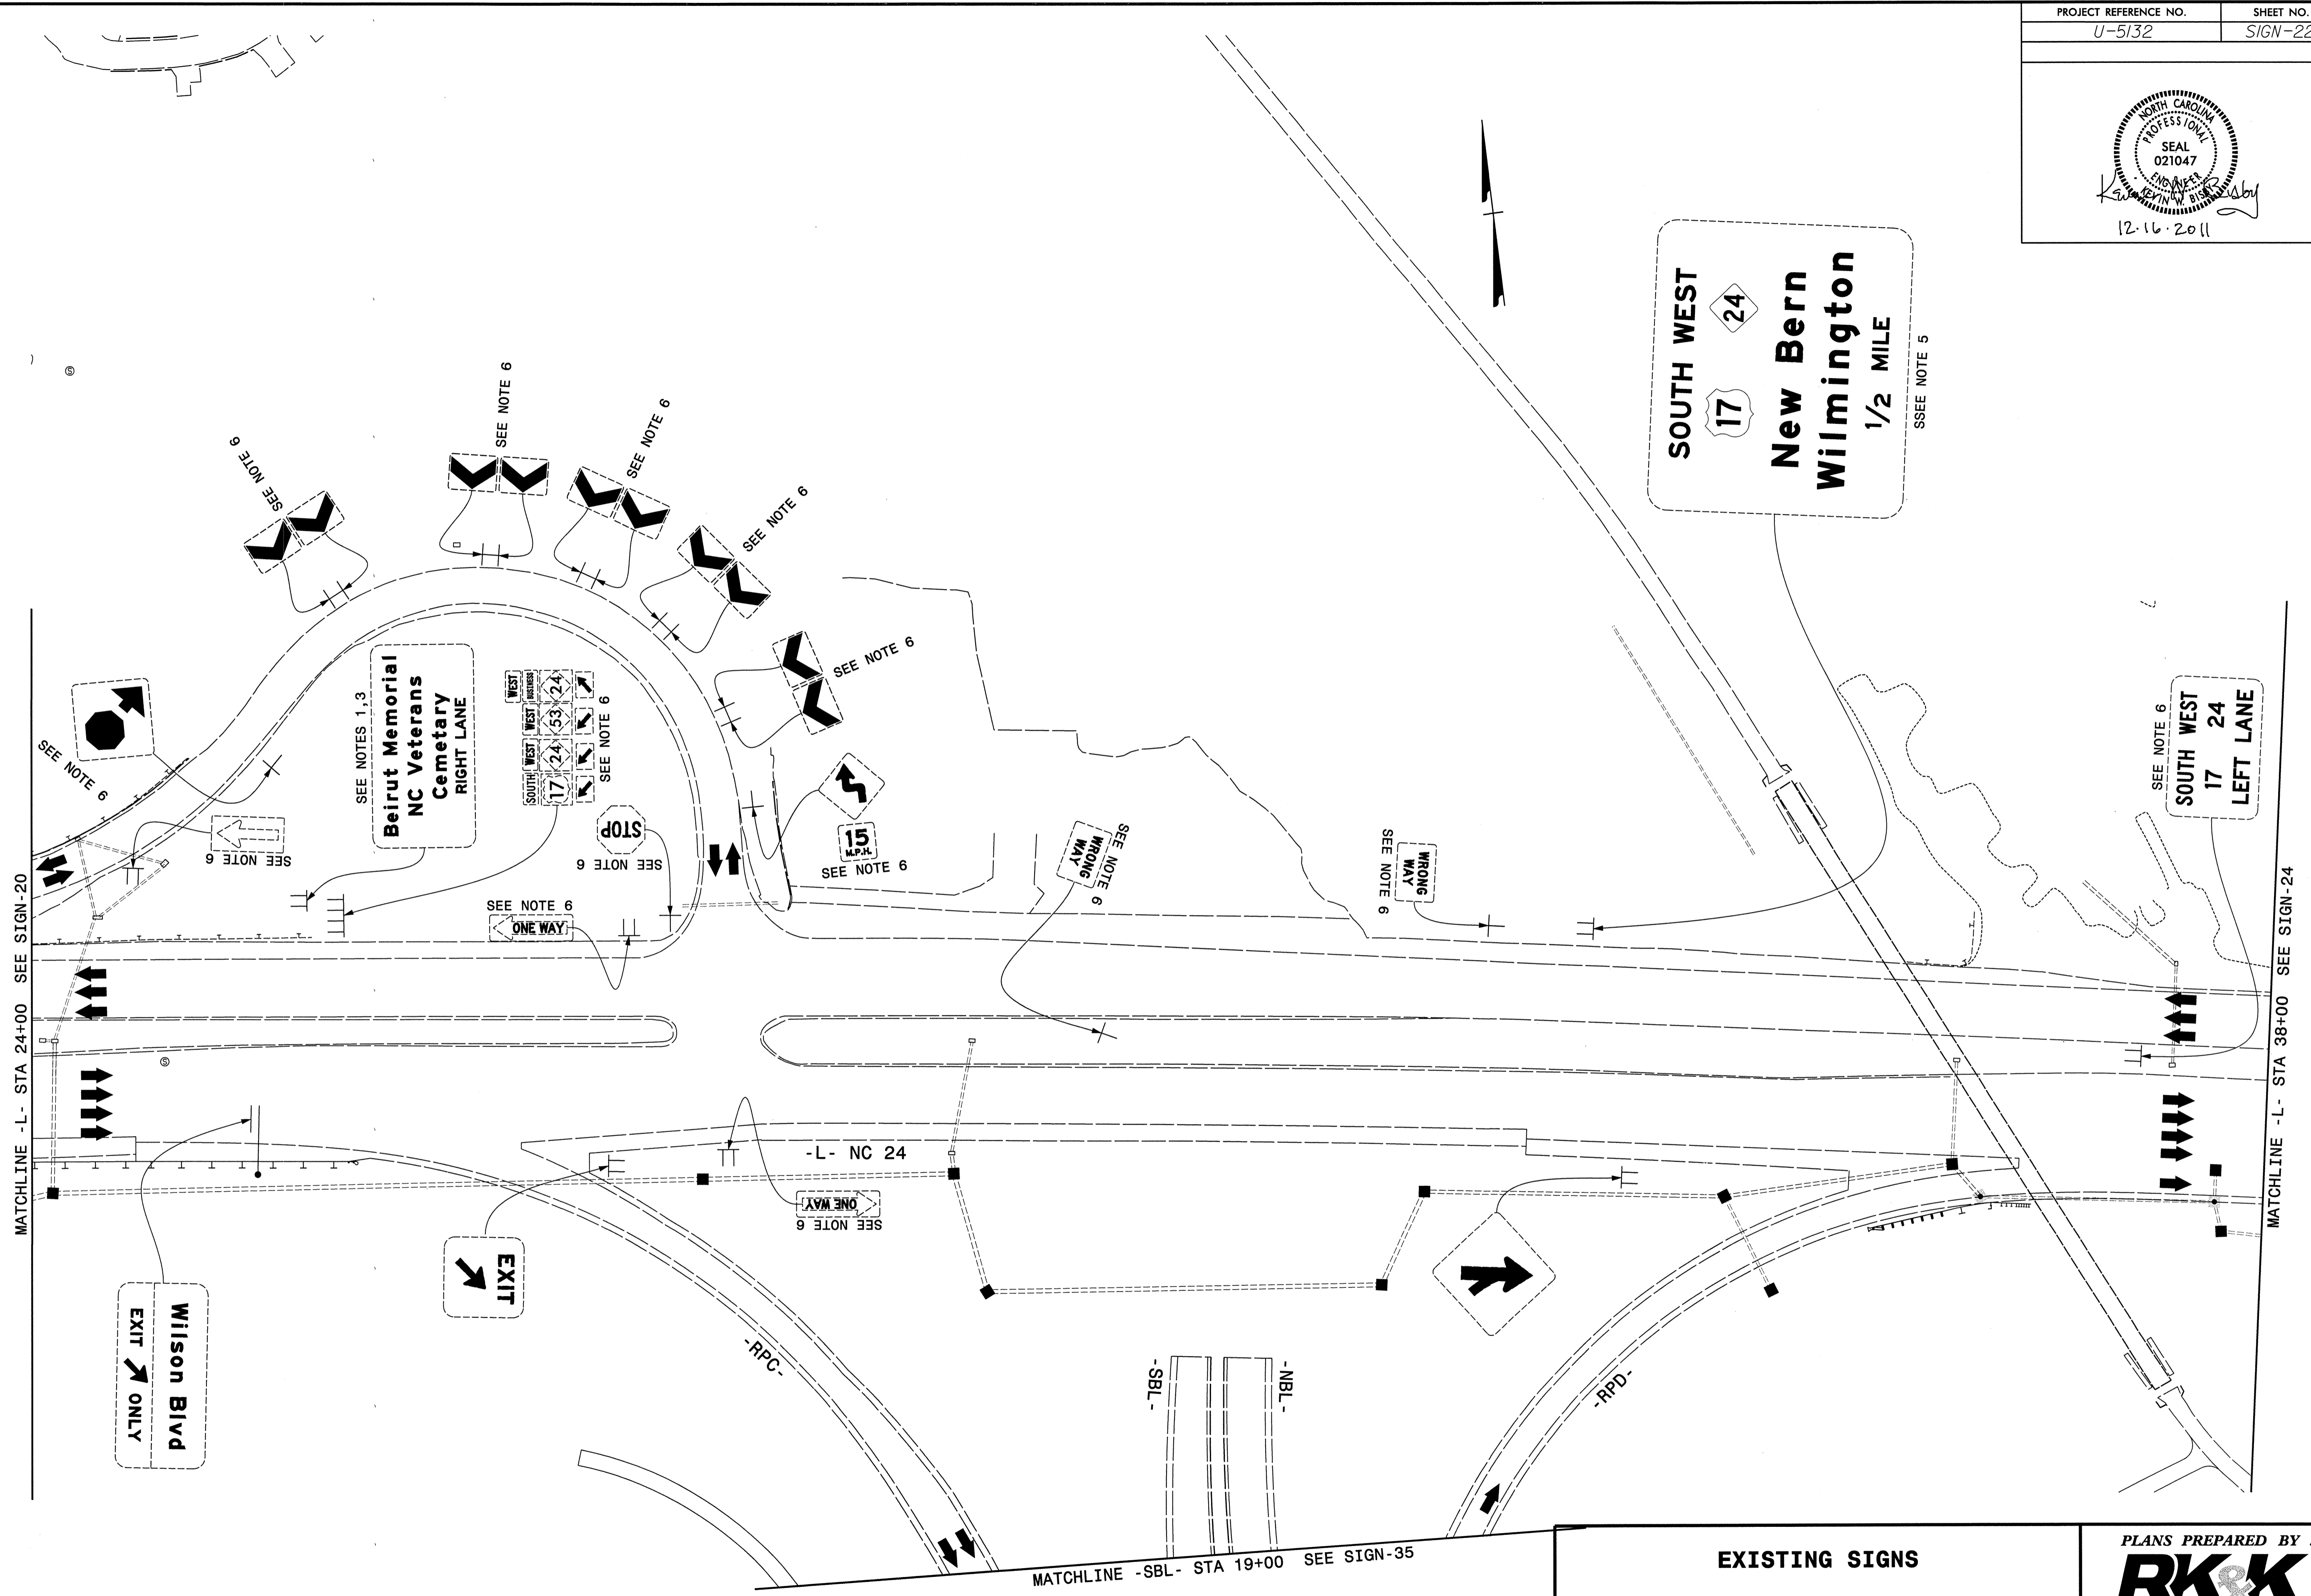 PROJECT REFERENCE NO.
SHEET NO.
U-5132
SIGN-22
NORTH CAROLINA
PROFESSIONAL
SEAL
021047
ENGINEER
KEVIN W. BISBY
12.16.2011
SOUTH WEST
17 24
New Bern
Wilmington
1/2 MILE
SSEE NOTE 5
SEE NOTE 6
SEE NOTE 6
SEE NOTE 6
SEE NOTE 6
SEE NOTE 6
SEE NOTE 6
SEE NOTES 1,3
Beirut Memorial
NC Veterans
Cemetary
RIGHT LANE
WEST
BUSINESS
24
WEST
53
WEST
24
SOUTH
17
SEE NOTE 6
STOP
SEE NOTE 6
SEE NOTE 6
15
M.P.H.
SEE NOTE 6
SEE NOTE 6
ONE WAY
WRONG
WAY
SEE NOTE 6
WRONG
WAY
SEE NOTE 6
SEE NOTE 6
SOUTH WEST
17 24
LEFT LANE
MATCHLINE -L- STA 24+00 SEE SIGN-20
MATCHLINE -L- STA 38+00 SEE SIGN-24
S
S
-L- NC 24
ONE WAY
SEE NOTE 6
EXIT
Wilson Blvd
EXIT ONLY
-RPC-
-SBL-
-NBL-
-RPD-
MATCHLINE -SBL- STA 19+00 SEE SIGN-35
EXISTING SIGNS
PLANS PREPARED BY
RK&K